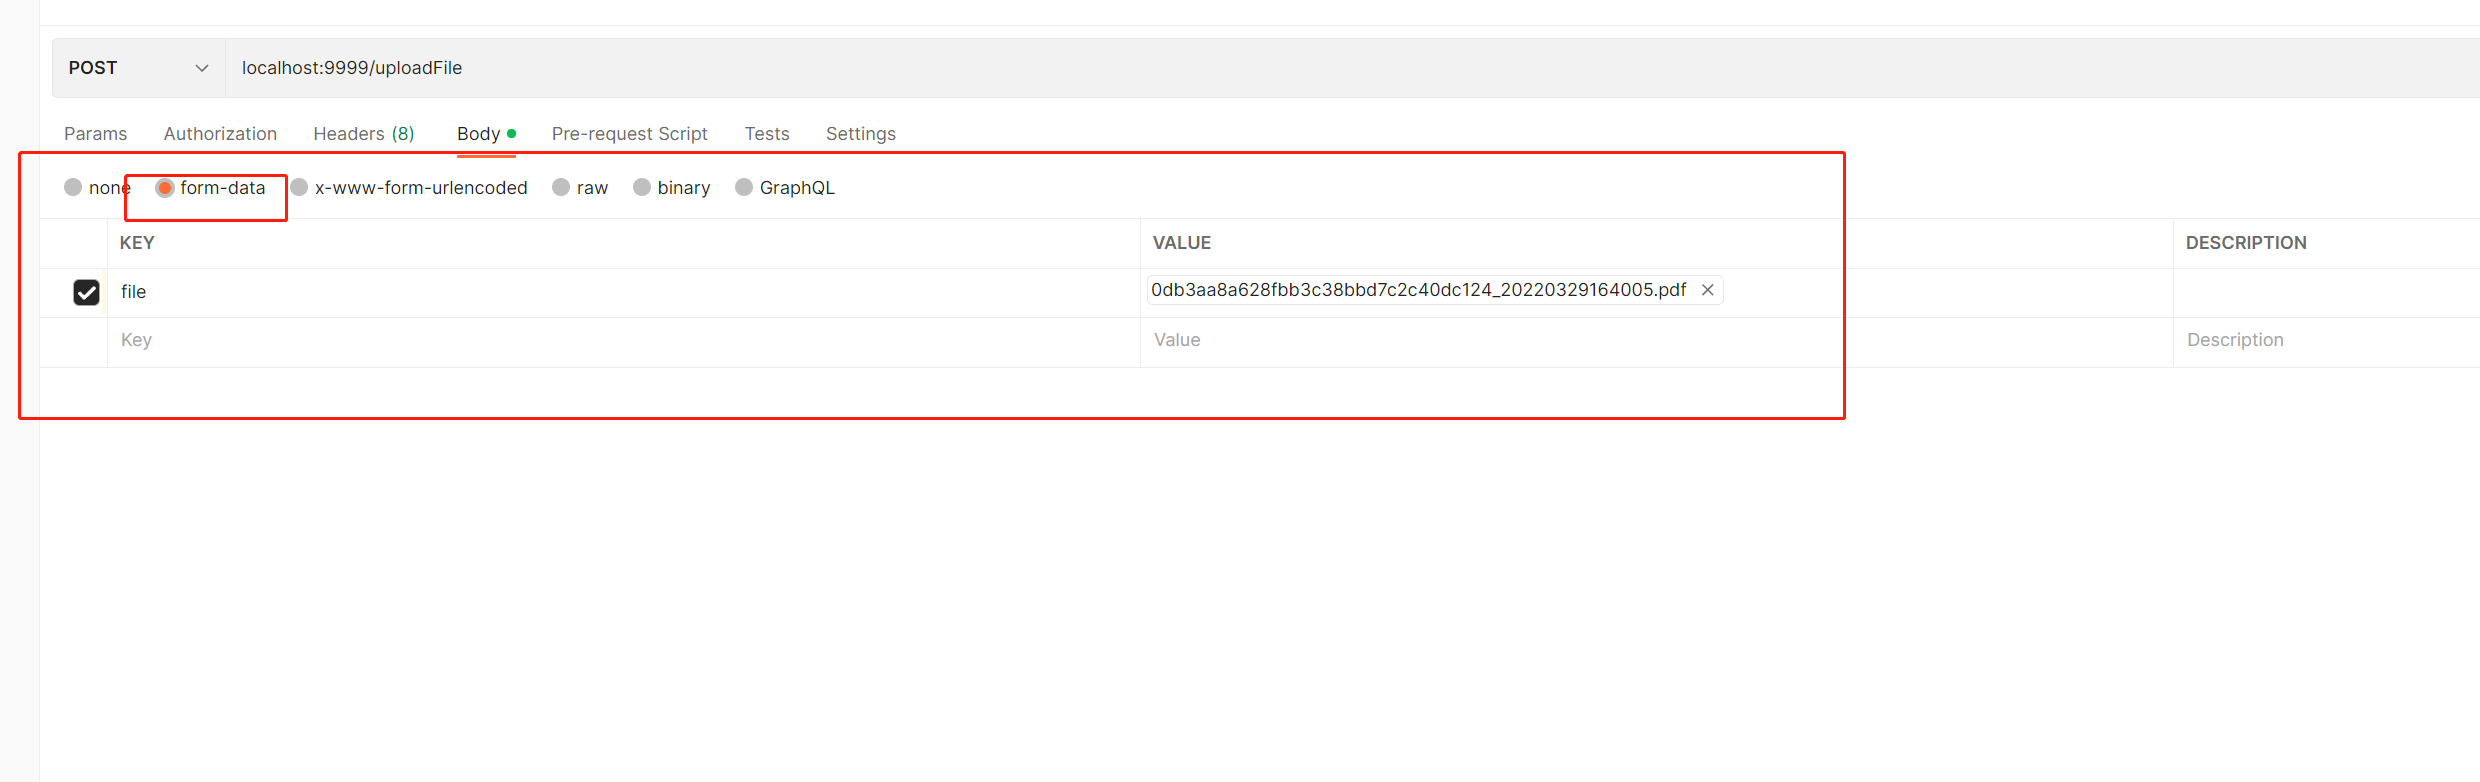 POST localhost:9999/uploadFile
Params Authorization Headers (8) Body Pre-request Script Tests Settings
none form-data x-www-form-urlencoded raw binary GraphQL
KEY VALUE DESCRIPTION
file 0db3aa8a628fbb3c38bbd7c2c40dc124_20220329164005.pdf
Key Value Description